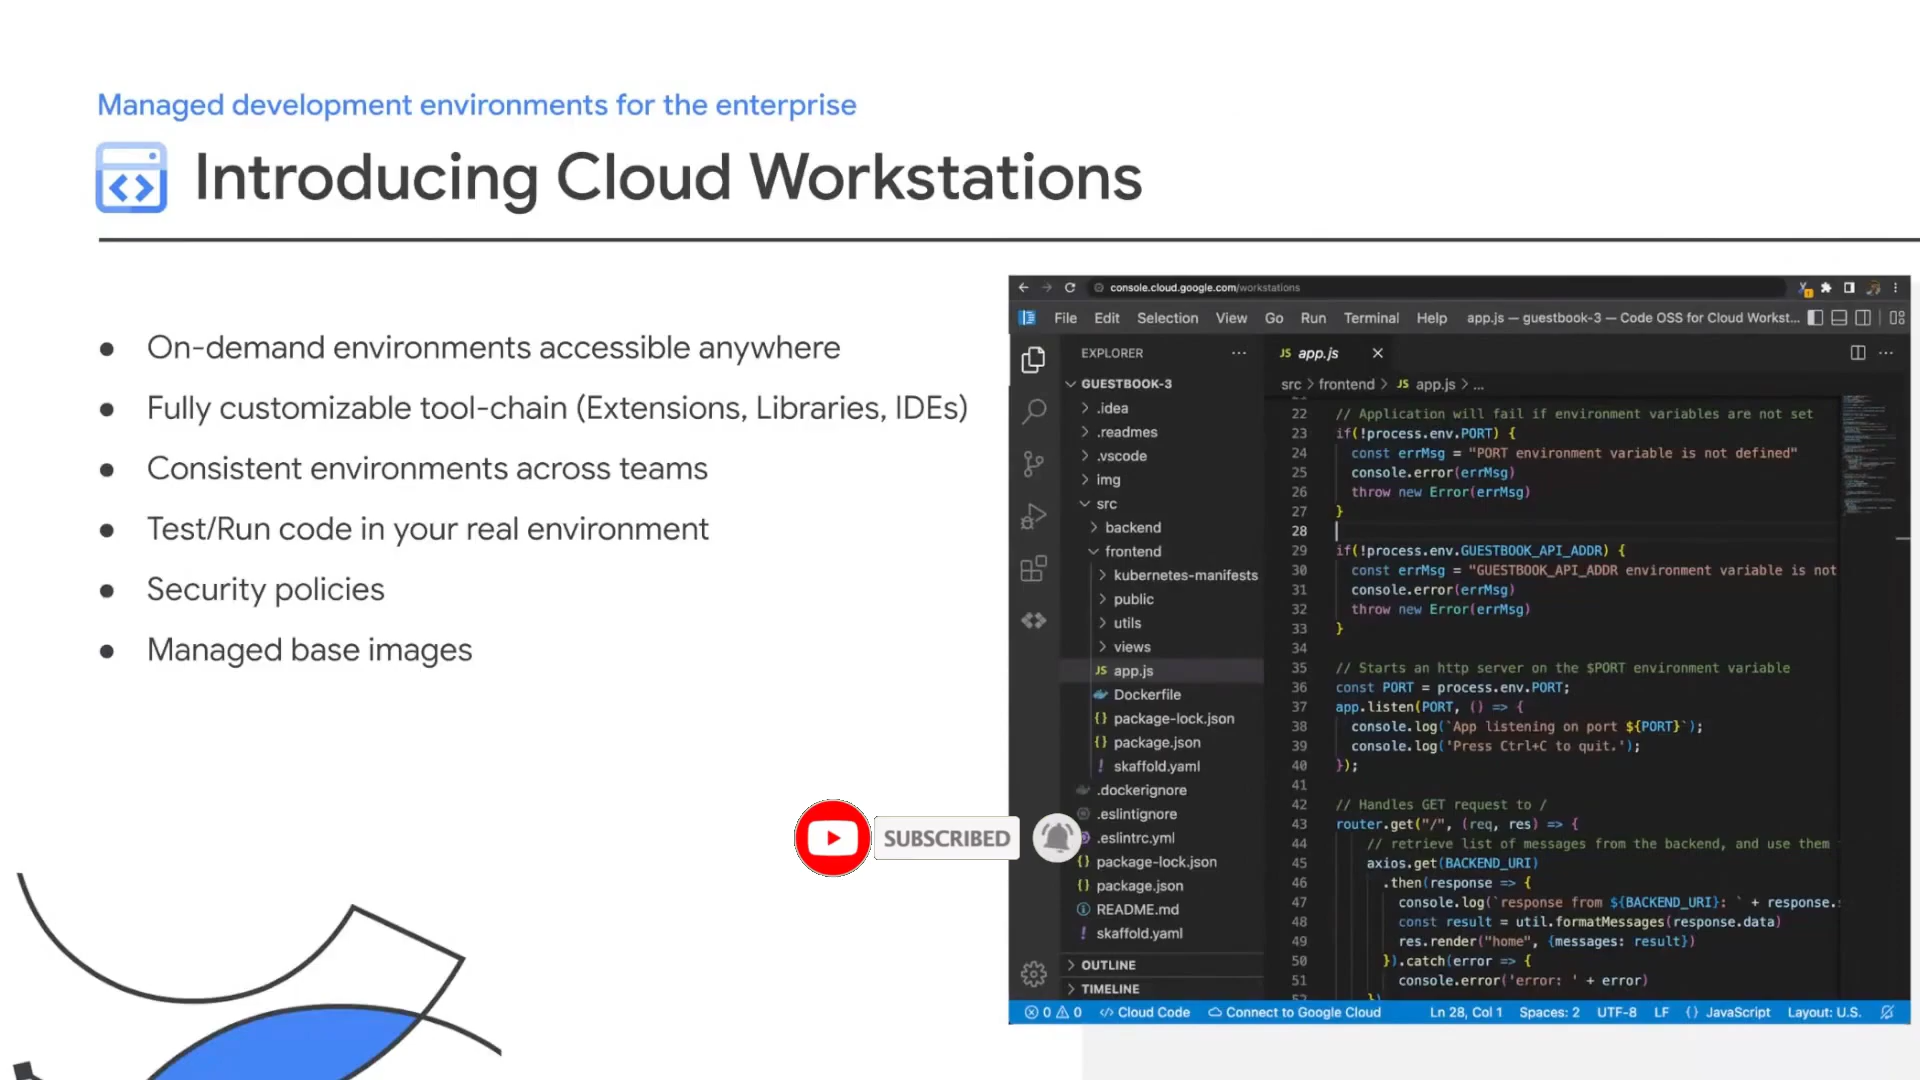 Managed development environments for the enterprise
Introducing Cloud Workstations
• On-demand environments accessible anywhere
• Fully customizable tool-chain (Extensions, Libraries, IDEs)
• Consistent environments across teams
• Test/Run code in your real environment
• Security policies
• Managed base images
SUBSCRIBED
console.cloud.google.com/workstations
File Edit Selection View Go Run Terminal Help app.js — guestbook-3 — Code OSS for Cloud Workst...
EXPLORER
GUESTBOOK-3
.idea
.readmes
.vscode
img
src
backend
frontend
kubernetes-manifests
public
utils
views
JS app.js
Dockerfile
{} package-lock.json
{} package.json
! skaffold.yaml
.dockerignore
.eslintignore
.eslintrc.yml
{} package-lock.json
{} package.json
README.md
! skaffold.yaml
OUTLINE
TIMELINE
JS app.js
src > frontend > JS app.js > ...
22 // Application will fail if environment variables are not set
23 if(!process.env.PORT) {
24 const errMsg = "PORT environment variable is not defined"
25 console.error(errMsg)
26 throw new Error(errMsg)
27 }
28
29 if(!process.env.GUESTBOOK_API_ADDR) {
30 const errMsg = "GUESTBOOK_API_ADDR environment variable is not
31 console.error(errMsg)
32 throw new Error(errMsg)
33 }
34
35 // Starts an http server on the $PORT environment variable
36 const PORT = process.env.PORT;
37 app.listen(PORT, () => {
38 console.log(`App listening on port ${PORT}`);
39 console.log('Press Ctrl+C to quit.');
40 });
41
42 // Handles GET request to /
43 router.get("/", (req, res) => {
44 // retrieve list of messages from the backend, and use them
45 axios.get(BACKEND_URI)
46 .then(response => {
47 console.log(`response from ${BACKEND_URI}: ` + response.
48 const result = util.formatMessages(response.data)
49 res.render("home", {messages: result})
50 }).catch(error => {
51 console.error('error: ' + error)
52 })
0 0 Cloud Code Connect to Google Cloud Ln 28, Col 1 Spaces: 2 UTF-8 LF {} JavaScript Layout: U.S.